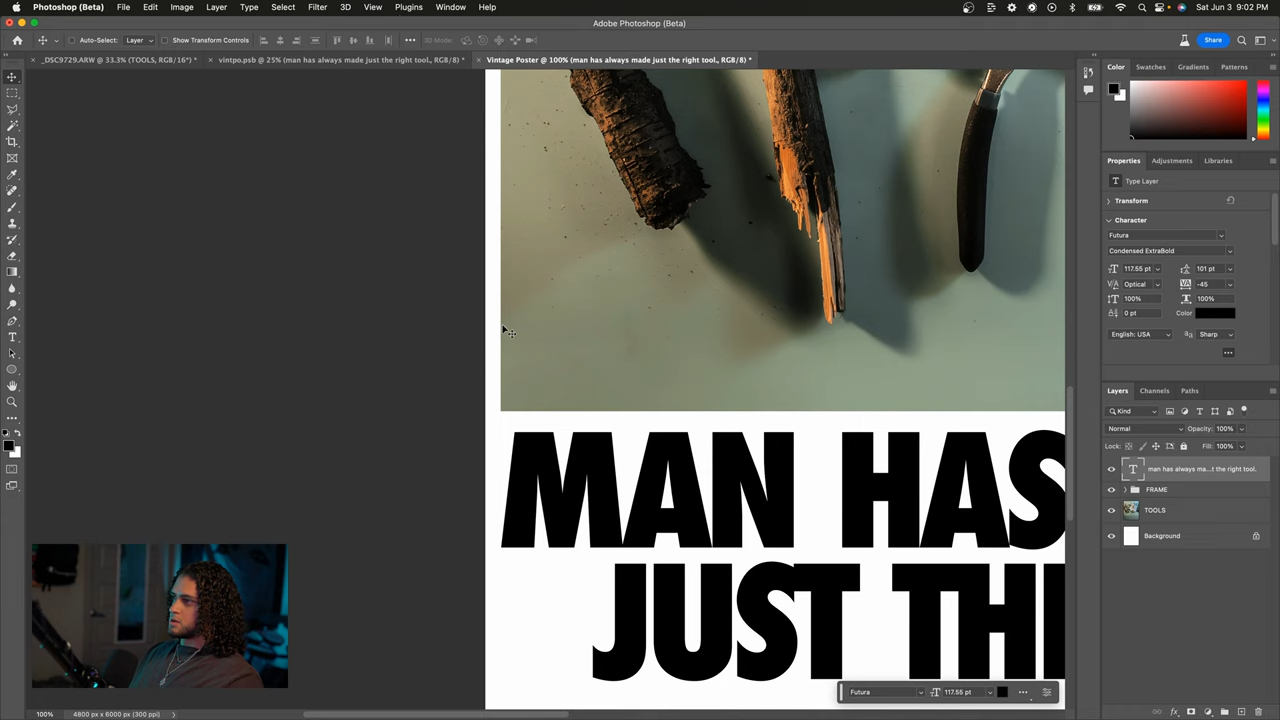 Photoshop (Beta) File Edit Image Layer Type Select Filter 3D View Plugins Window Help Sat Jun 3 9:02 PM
Adobe Photoshop (Beta)
Auto-Select: Layer Show Transform Controls 3D Mode: Share
_DSC9729.ARW @ 33.3% (TOOLS, RGB/16*) * vintpo.psb @ 25% (man has always made just the right tool., RGB/8) * Vintage Poster @ 100% (man has always made just the right tool., RGB/8) *
Color Swatches Gradients Patterns
Properties Adjustments Libraries
Type Layer
Transform
Character
Futura
Condensed ExtraBold
117.55 pt 101 pt
Optical -45
100% 100%
0 pt Color
English: USA Sharp
Layers Channels Paths
Kind
Normal Opacity: 100%
Lock: Fill: 100%
man has always ma...t the right tool.
FRAME
TOOLS
Background
MAN HAS
JUST TH
Futura 117.55 pt
100% 4800 px x 6000 px (300 ppi)